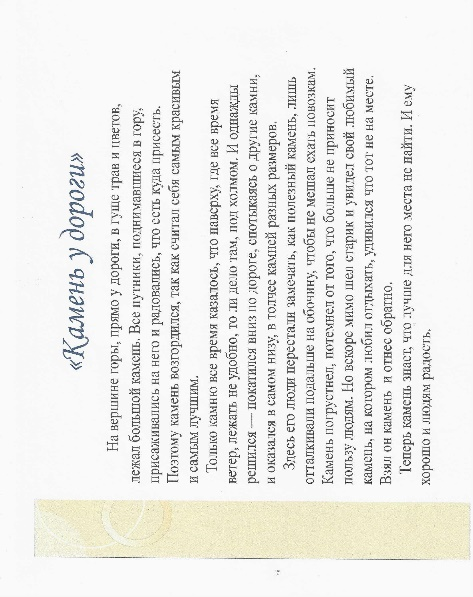 «Камень у дороги»
На вершине горы, прямо у дороги, в гуще трав и цветов,
лежал большой камень. Все путники, поднимавшиеся в гору,
присаживались на него и радовались, что есть куда присесть.
Поэтому камень возгордился, так как считал себя самым красивым
и самым лучшим.
Только камню все время казалось, что наверху, где все время
ветер, лежать не удобно, то ли дело там, под холмом. И однажды
решился — покатился вниз по дороге, спотыкаясь о другие камни,
и оказался в самом низу, в толчее камней разных размеров.
Здесь его люди перестали замечать, как полезный камень, лишь
отталкивали подальше на обочину, чтобы не мешал ехать повозкам.
Камень погрустнел, потемнел от того, что больше не приносит
пользу людям. Но вскоре мимо шел старик и увидел свой любимый
камень, на котором любил отдыхать, удивился что тот не на месте.
Взял он камень и отнес обратно.
Теперь камень знает, что лучше для него места не найти. И ему
хорошо и людям радость.